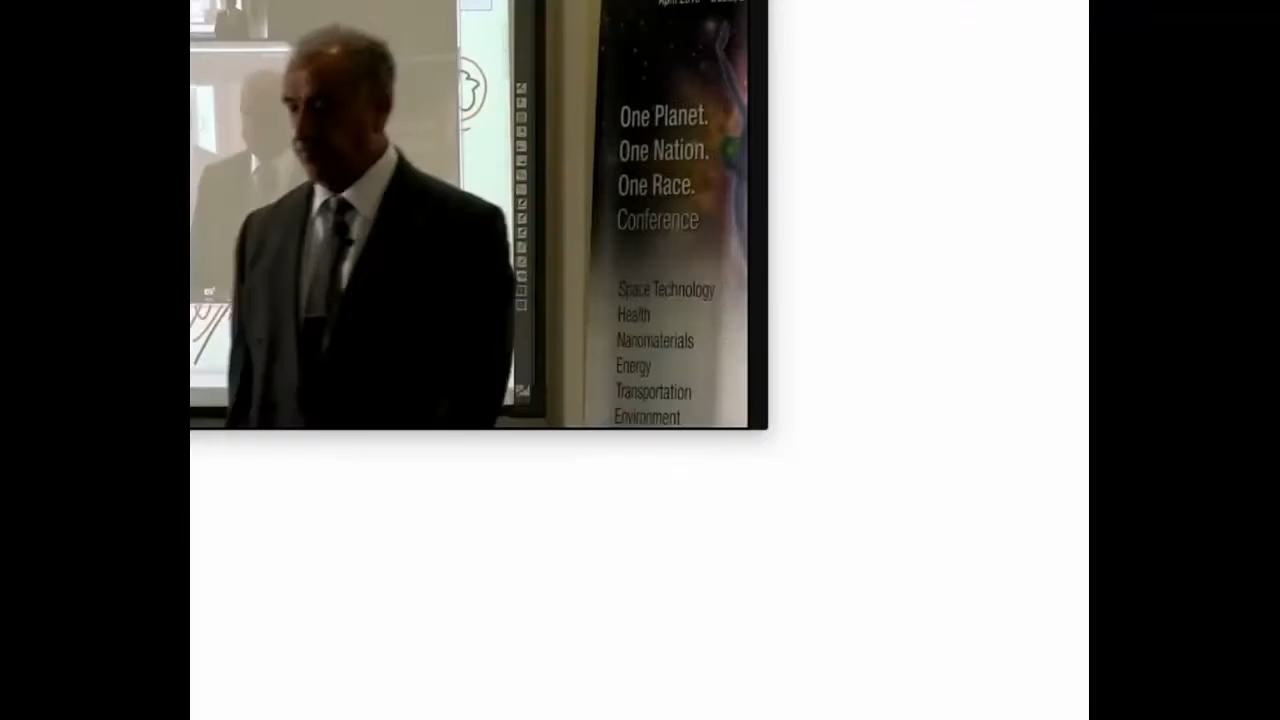 One Planet.
One Nation.
One Race.
Conference
Space Technology
Health
Nanomaterials
Energy
Transportation
Environment